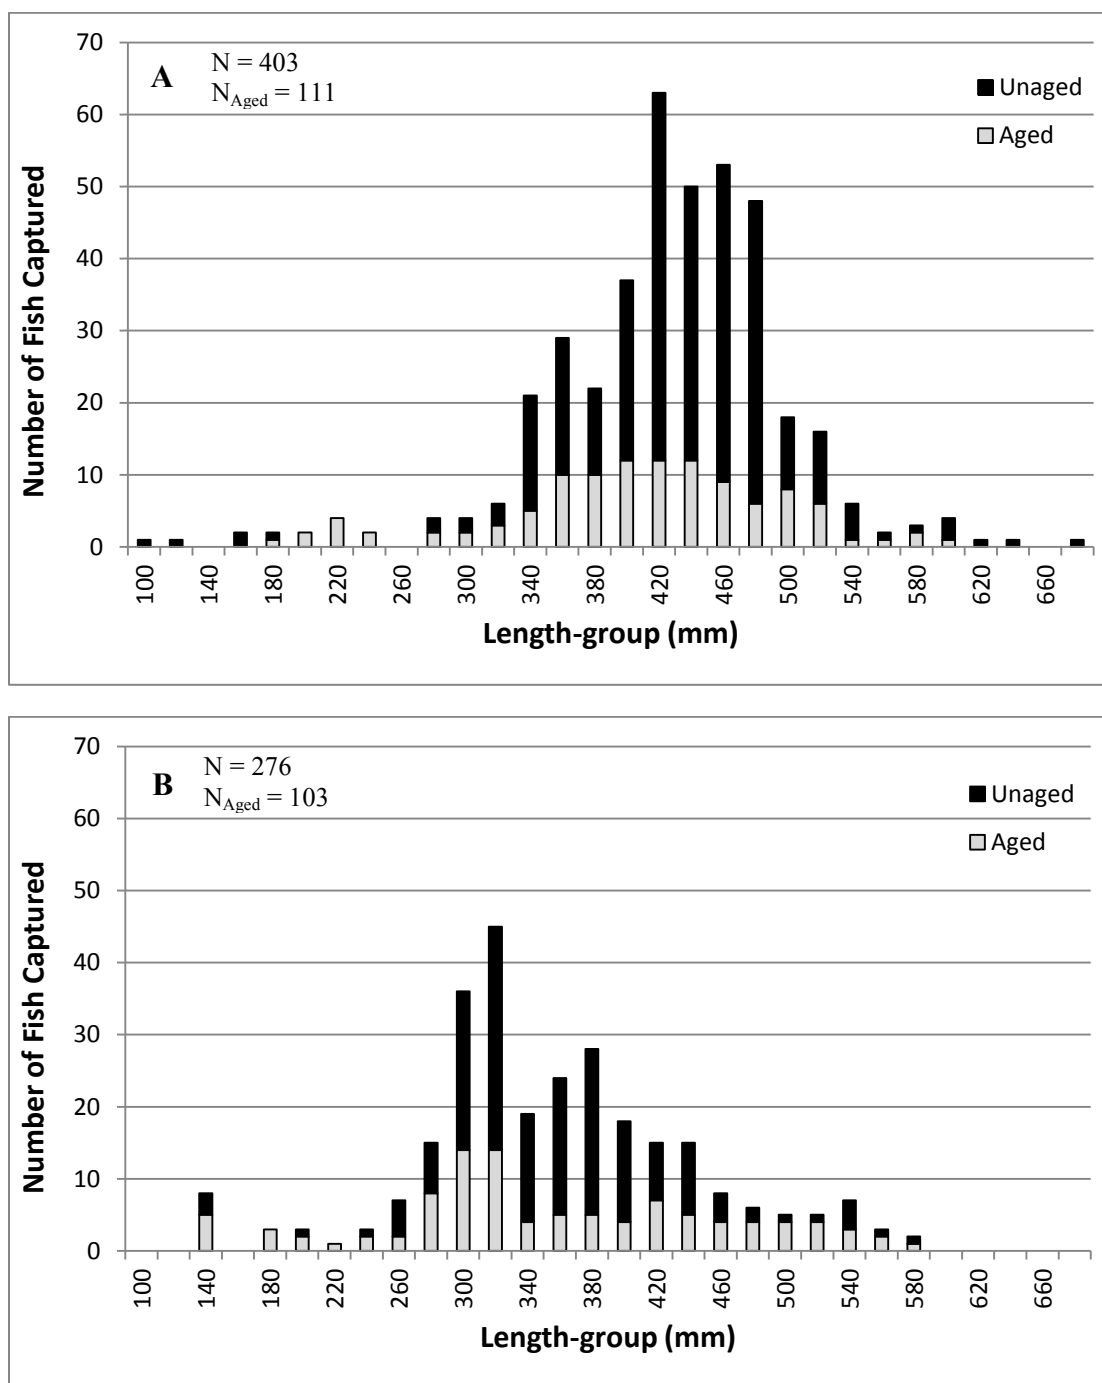 A
N = 403
N_Aged = 111
Unaged
Aged
Number of Fish Captured
70
60
50
40
30
20
10
0
100 140 180 220 260 300 340 380 420 460 500 540 580 620 660
Length-group (mm)
B
N = 276
N_Aged = 103
Unaged
Aged
Number of Fish Captured
70
60
50
40
30
20
10
0
100 140 180 220 260 300 340 380 420 460 500 540 580 620 660
Length-group (mm)